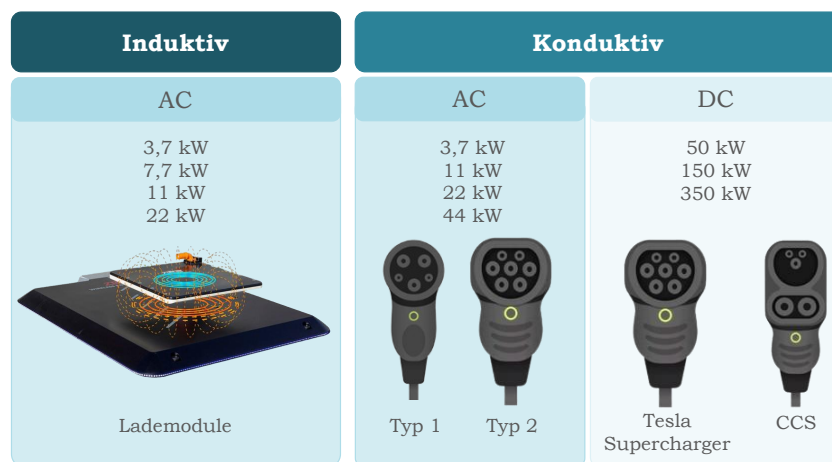 Induktiv
Konduktiv
AC
AC
DC
3,7 kW
7,7 kW
11 kW
22 kW
3,7 kW
11 kW
22 kW
44 kW
50 kW
150 kW
350 kW
Lademodule
Typ 1
Typ 2
Tesla
Supercharger
CCS